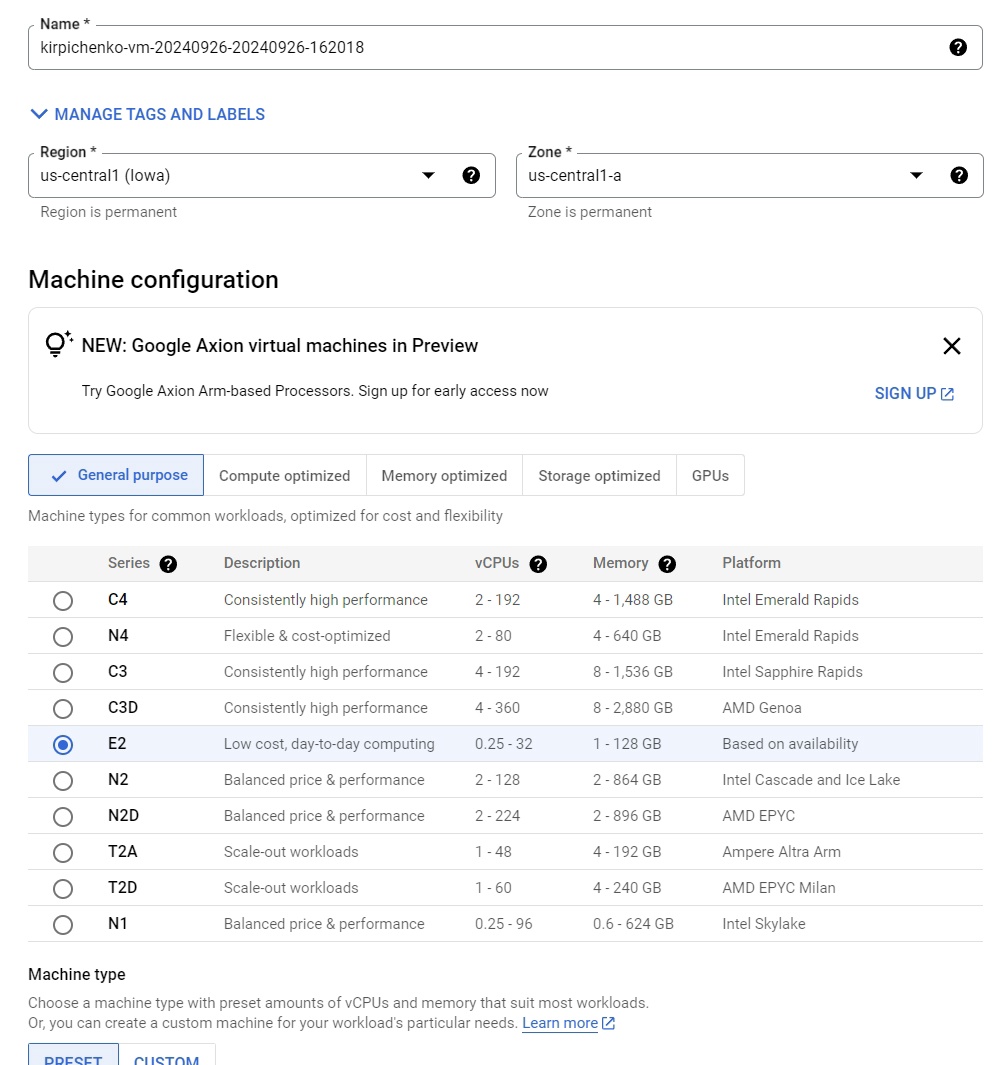 Name *
kirpichenko-vm-20240926-20240926-162018
MANAGE TAGS AND LABELS
Region *
us-central1 (Iowa)
Region is permanent
Zone *
us-central1-a
Zone is permanent
Machine configuration
NEW: Google Axion virtual machines in Preview
Try Google Axion Arm-based Processors. Sign up for early access now
SIGN UP
General purpose Compute optimized Memory optimized Storage optimized GPUs
Machine types for common workloads, optimized for cost and flexibility
Series Description vCPUs Memory Platform
C4 Consistently high performance 2 - 192 4 - 1,488 GB Intel Emerald Rapids
N4 Flexible & cost-optimized 2 - 80 4 - 640 GB Intel Emerald Rapids
C3 Consistently high performance 4 - 192 8 - 1,536 GB Intel Sapphire Rapids
C3D Consistently high performance 4 - 360 8 - 2,880 GB AMD Genoa
E2 Low cost, day-to-day computing 0.25 - 32 1 - 128 GB Based on availability
N2 Balanced price & performance 2 - 128 2 - 864 GB Intel Cascade and Ice Lake
N2D Balanced price & performance 2 - 224 2 - 896 GB AMD EPYC
T2A Scale-out workloads 1 - 48 4 - 192 GB Ampere Altra Arm
T2D Scale-out workloads 1 - 60 4 - 240 GB AMD EPYC Milan
N1 Balanced price & performance 0.25 - 96 0.6 - 624 GB Intel Skylake
Machine type
Choose a machine type with preset amounts of vCPUs and memory that suit most workloads.
Or, you can create a custom machine for your workload's particular needs. Learn more
PRESET CUSTOM